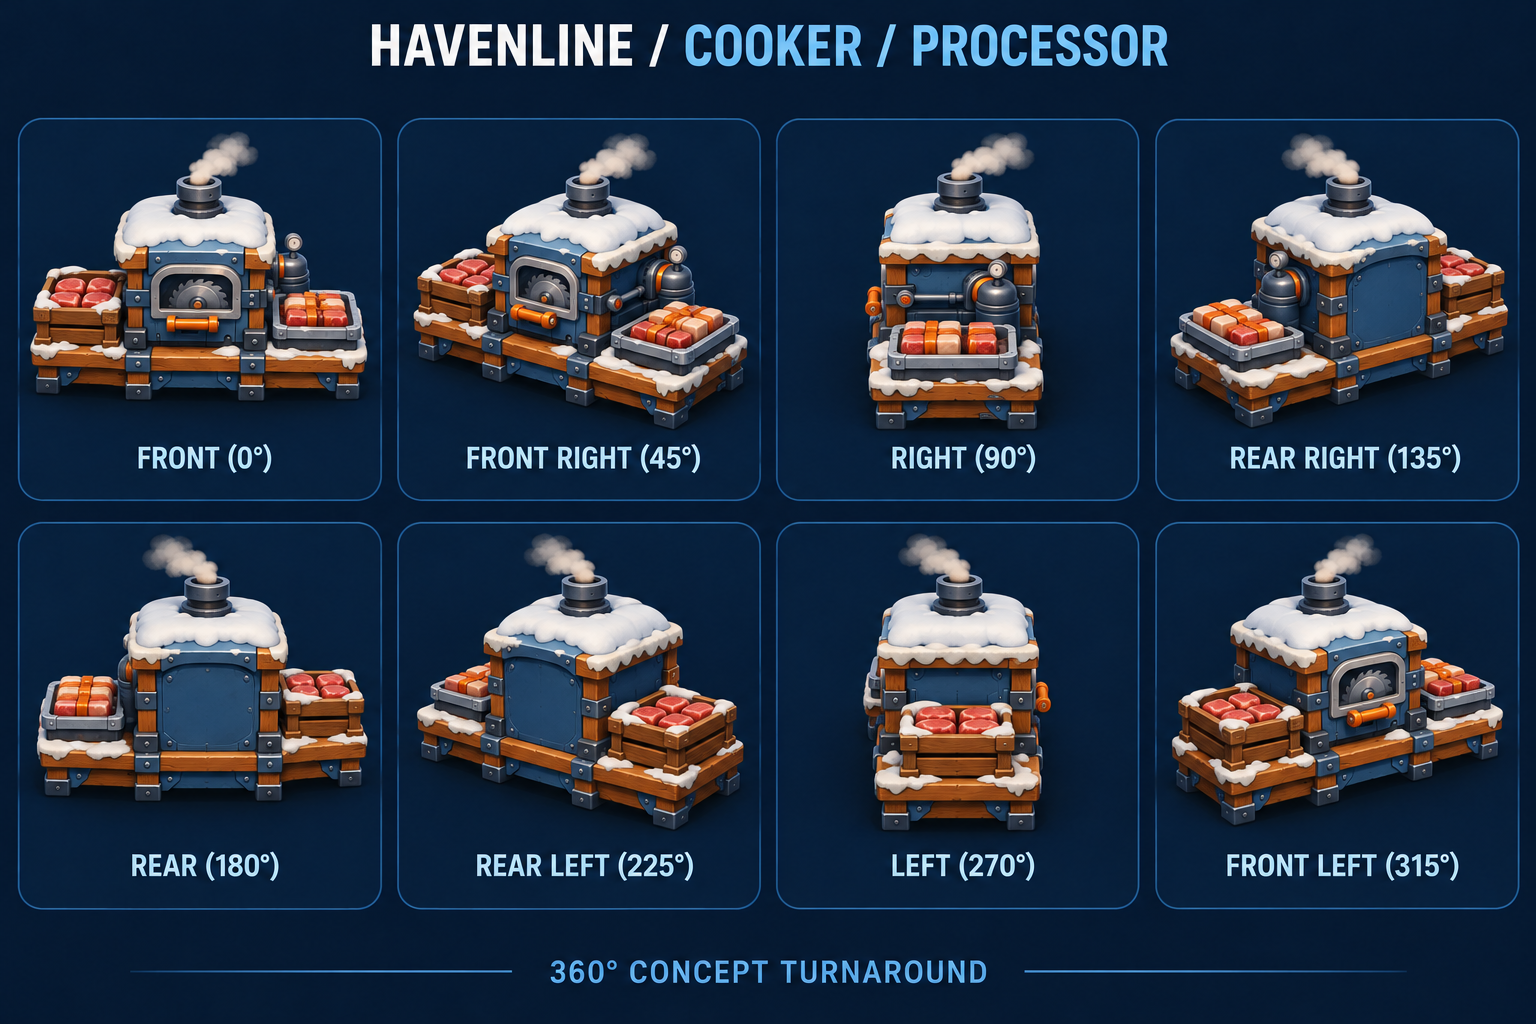 HAVENLINE / COOKER / PROCESSOR
FRONT (0°)
FRONT RIGHT (45°)
RIGHT (90°)
REAR RIGHT (135°)
REAR (180°)
REAR LEFT (225°)
LEFT (270°)
FRONT LEFT (315°)
360° CONCEPT TURNAROUND